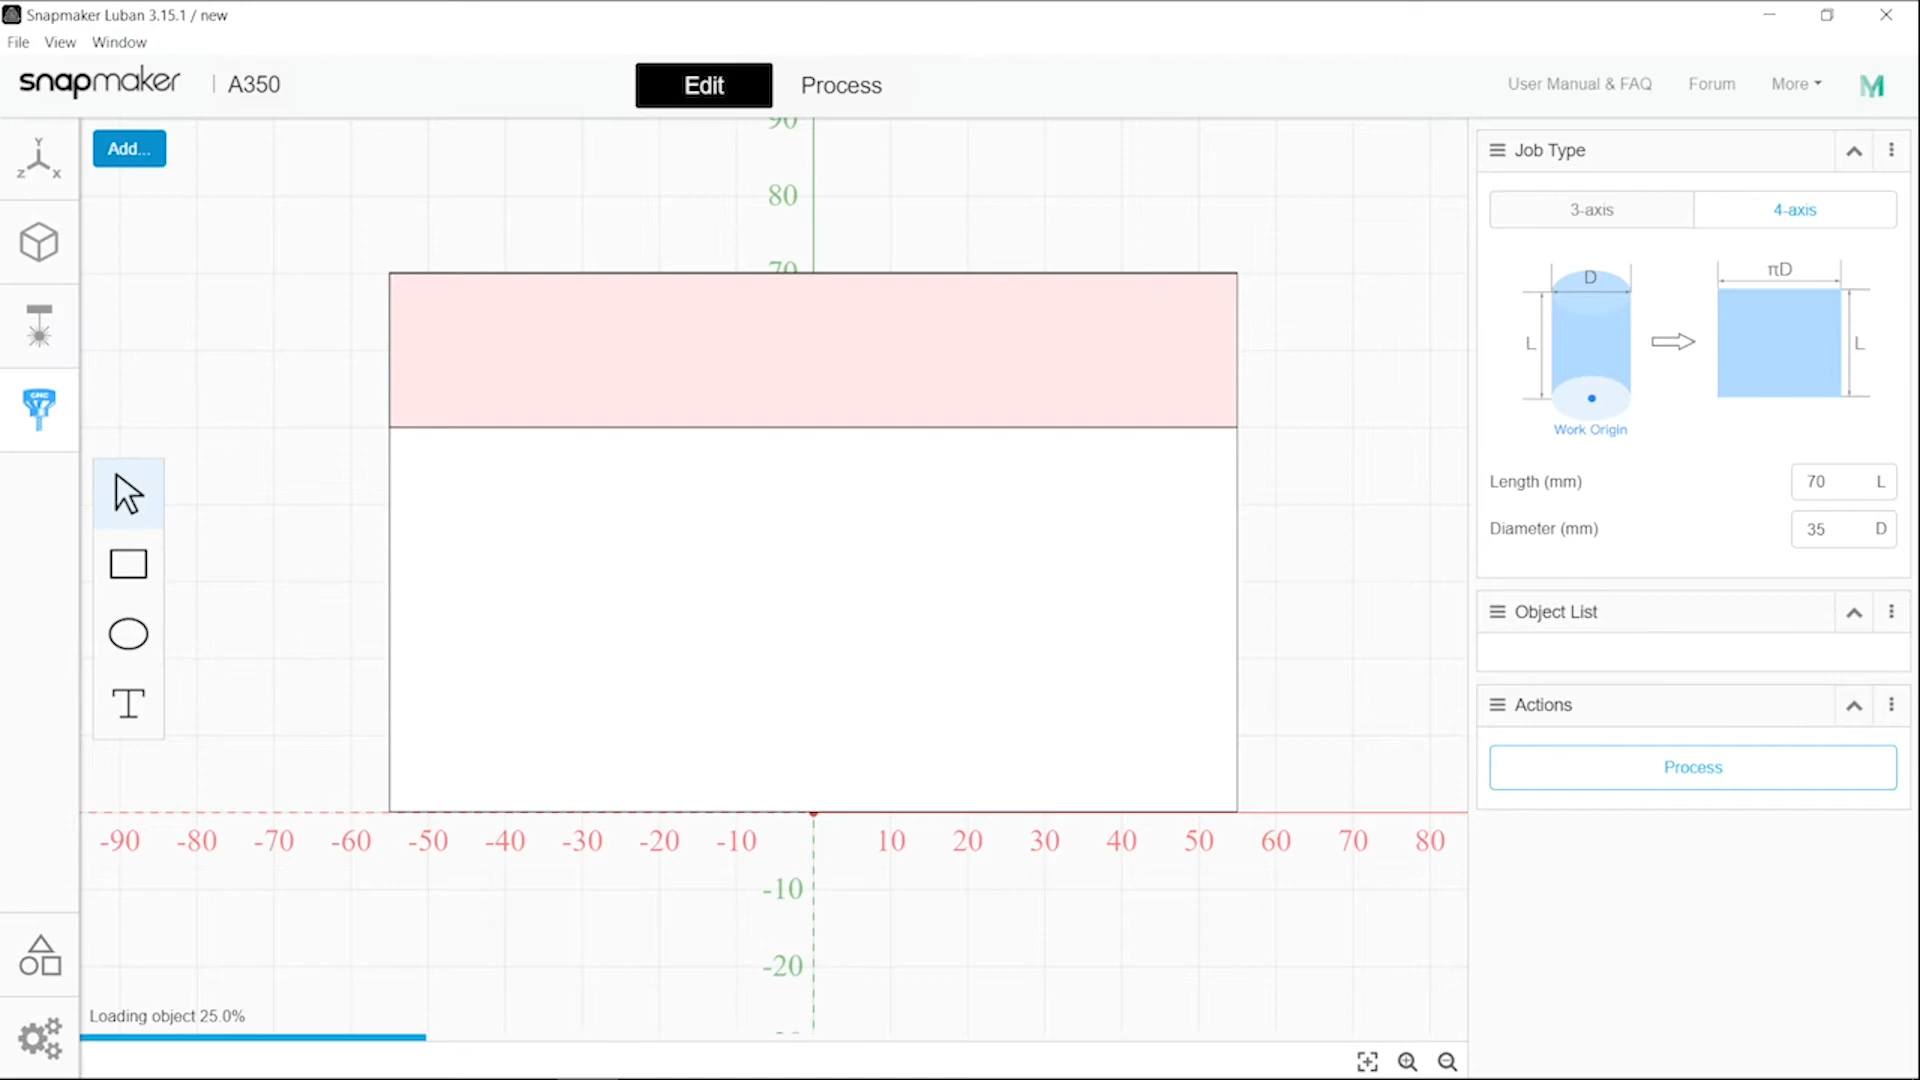 Snapmaker Luban 3.15.1 / new
File View Window
snapmaker | A350
Edit
Process
User Manual & FAQ
Forum
More
Y
Z X
CNC
Add...
90
80
70
-90 -80 -70 -60 -50 -40 -30 -20 -10 10 20 30 40 50 60 70 80
-10
-20
Loading object 25.0%
T
Job Type
3-axis
4-axis
D
πD
L
L
Work Origin
Length (mm)
70 L
Diameter (mm)
35 D
Object List
Actions
Process